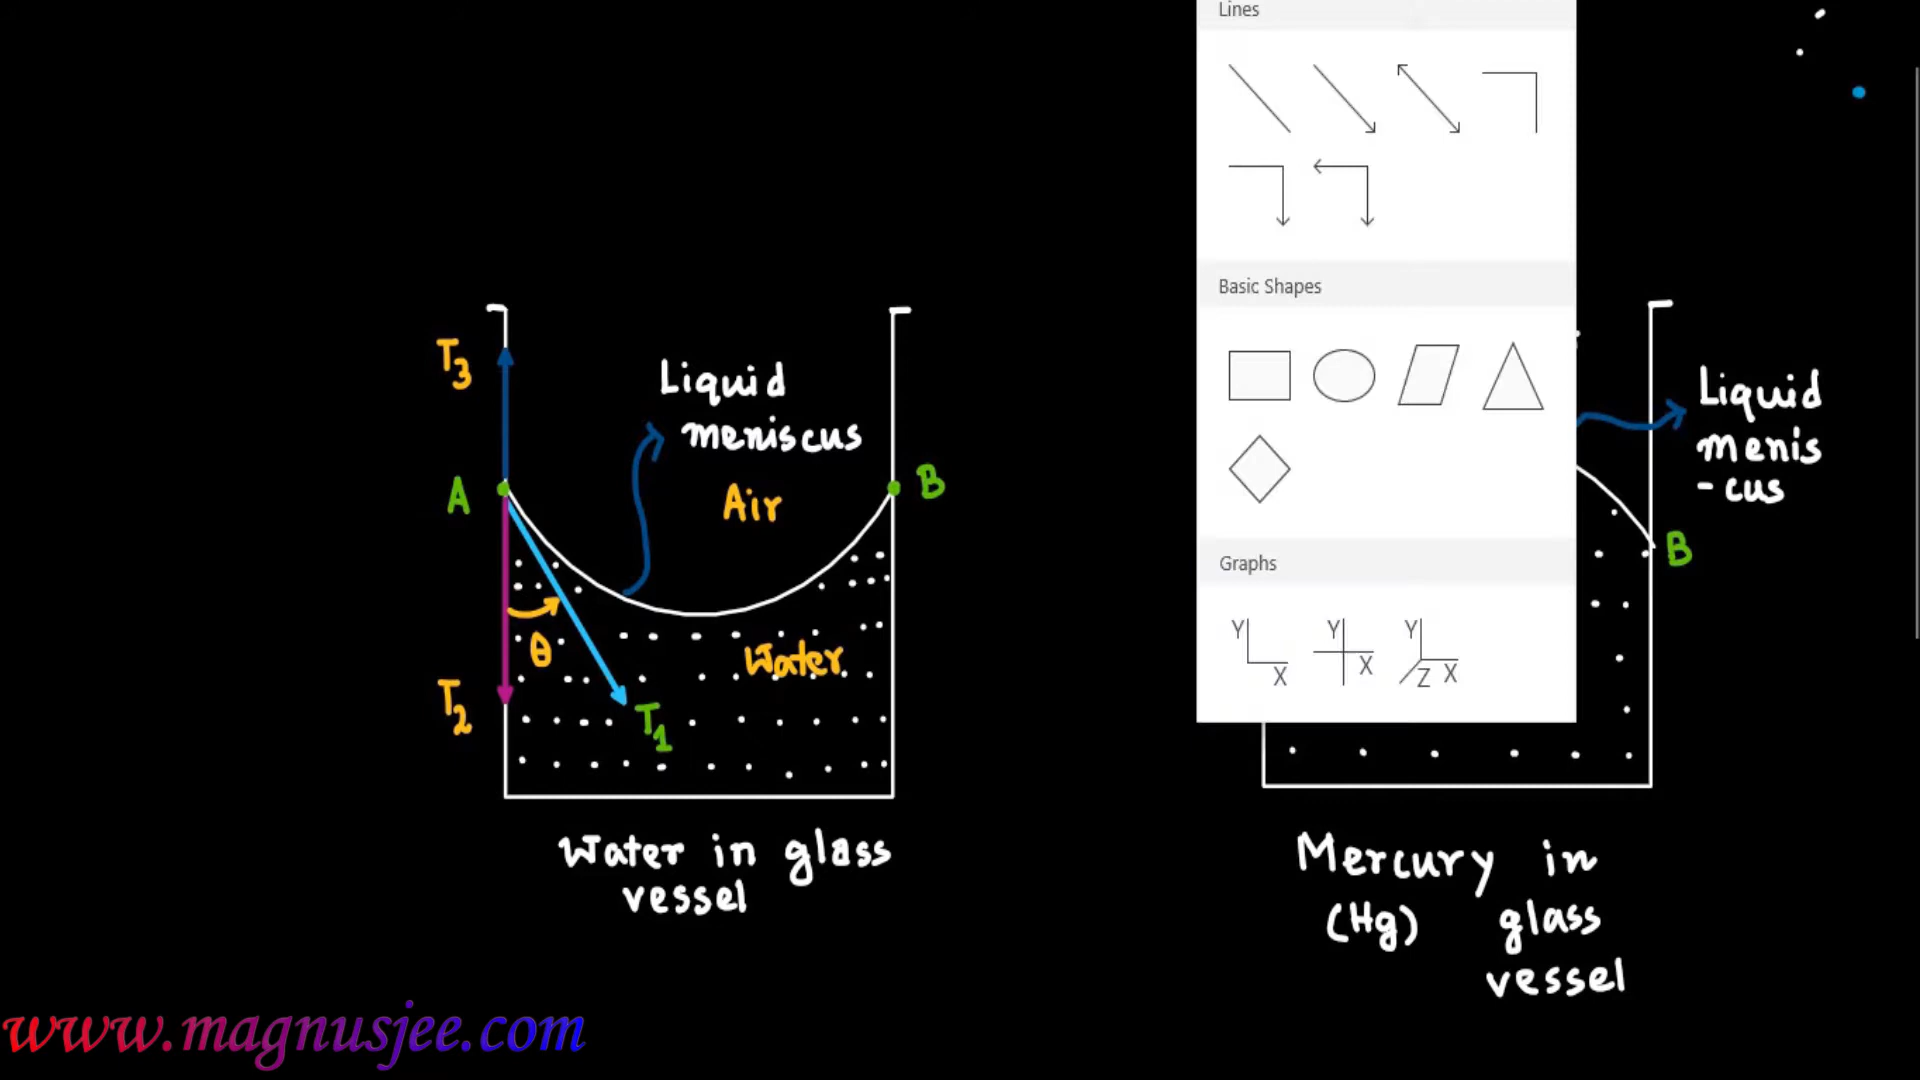 Lines
Basic Shapes
Graphs
Y
X
Y
X
Y
Z X
T3
Liquid
meniscus
A
Air
B
θ
Water
T2
T1
Water in glass
vessel
Liquid
menis
-cus
B
Mercury in
(Hg) glass
vessel
www.magnusjee.com